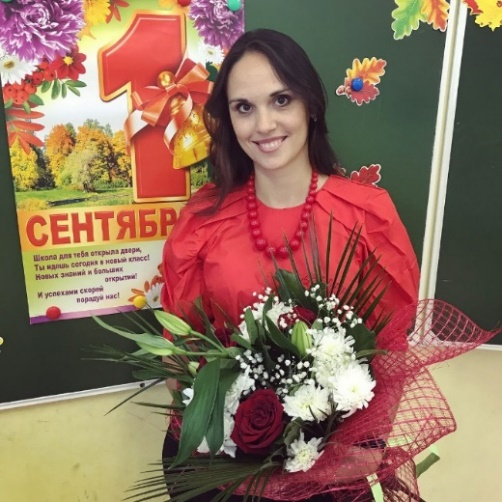 1
СЕНТЯБР
Школа для тебя открыла двери,
Ты идешь сегодня в новый класс!
Новых знаний и больших
открытий!
И успехами скорей
порадуй нас!